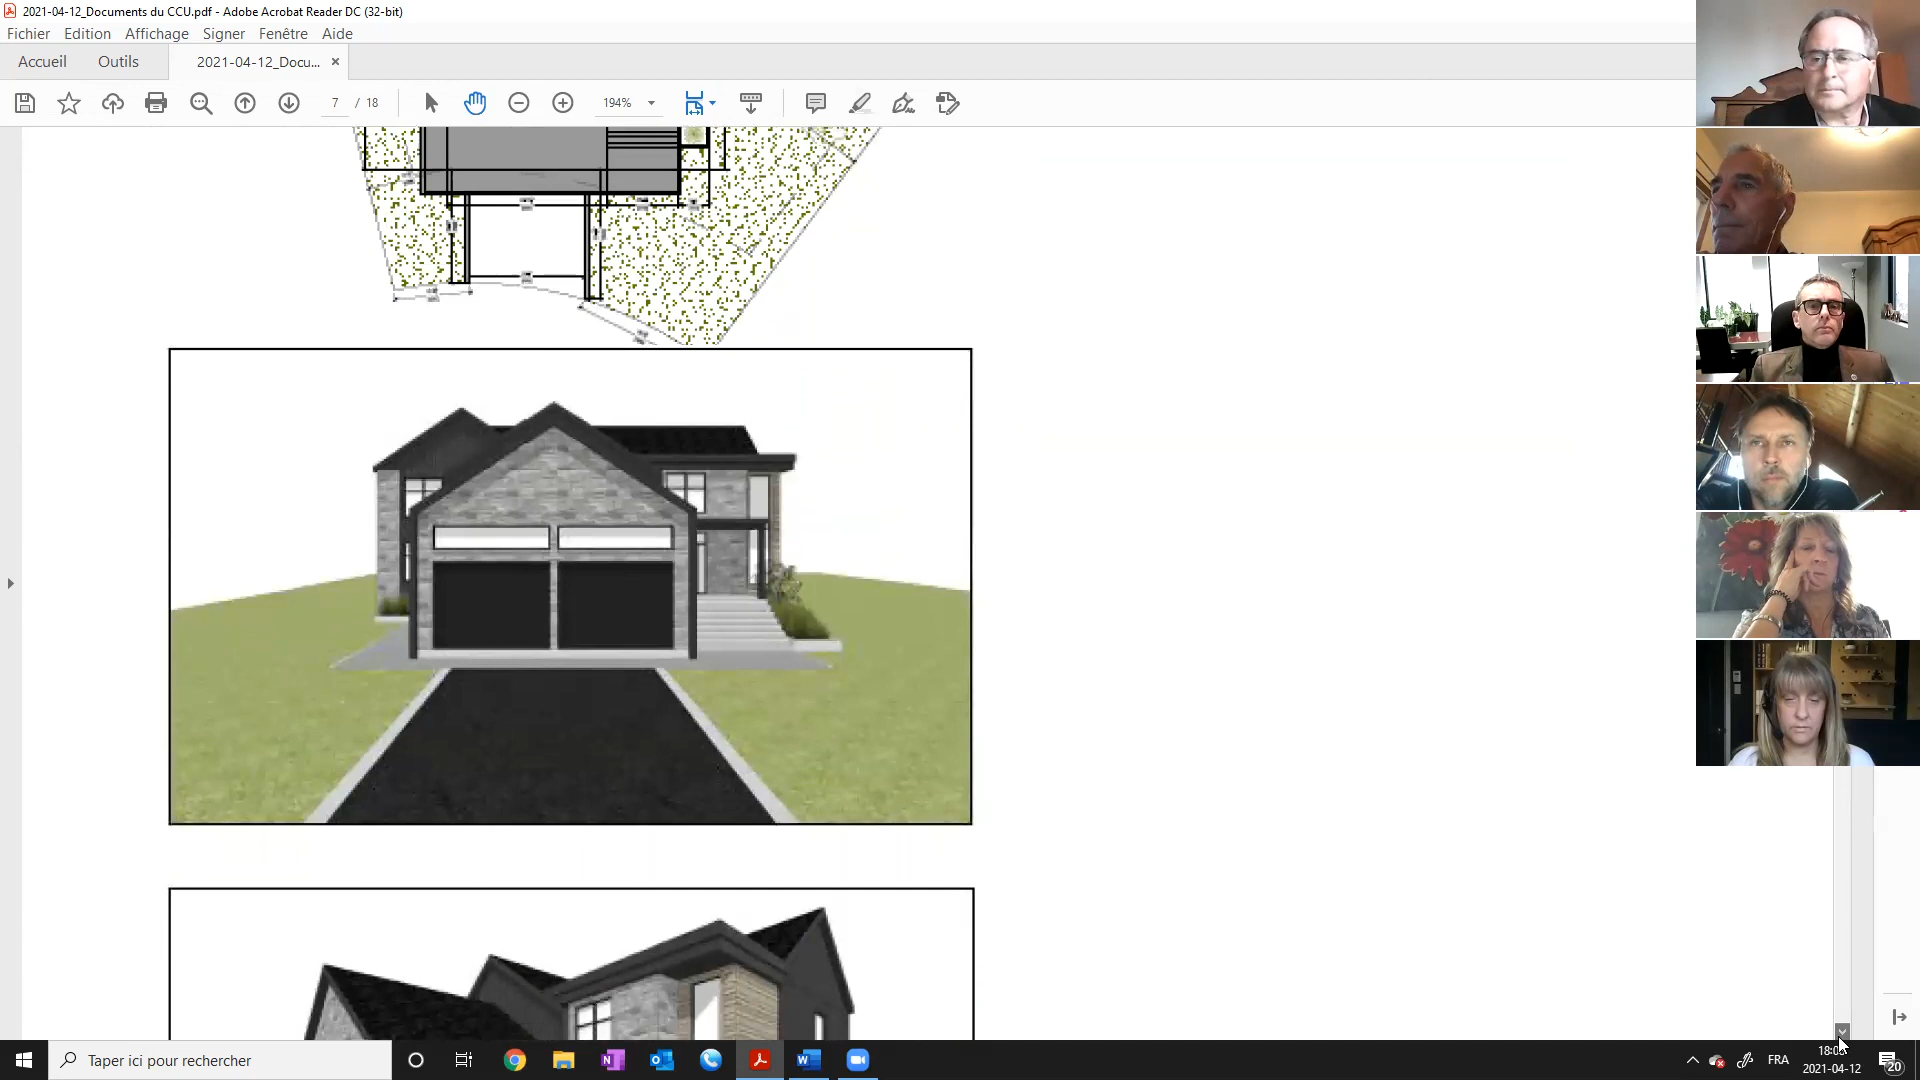 2021-04-12_Documents du CCU.pdf - Adobe Acrobat Reader DC (32-bit)
Fichier Edition Affichage Signer Fenêtre Aide
Accueil Outils 2021-04-12_Docu... ×
7 / 18 194%
Taper ici pour rechercher
FRA
2021-04-12
20